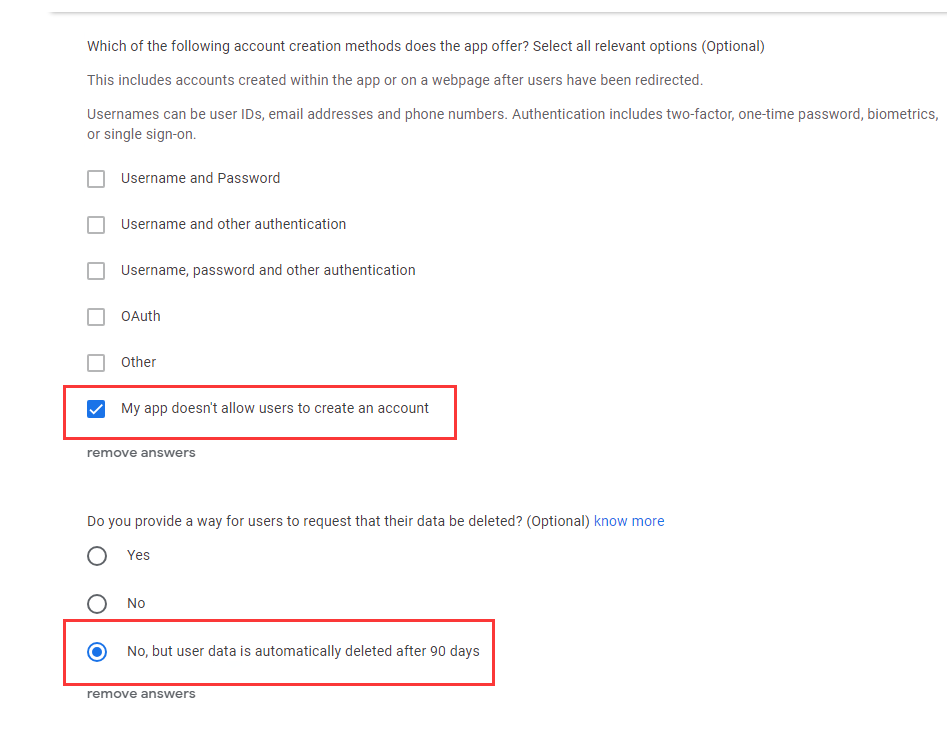 Which of the following account creation methods does the app offer? Select all relevant options (Optional)
This includes accounts created within the app or on a webpage after users have been redirected.
Usernames can be user IDs, email addresses and phone numbers. Authentication includes two-factor, one-time password, biometrics,
or single sign-on.
Username and Password
Username and other authentication
Username, password and other authentication
OAuth
Other
My app doesn't allow users to create an account
remove answers
Do you provide a way for users to request that their data be deleted? (Optional) know more
Yes
No
No, but user data is automatically deleted after 90 days
remove answers